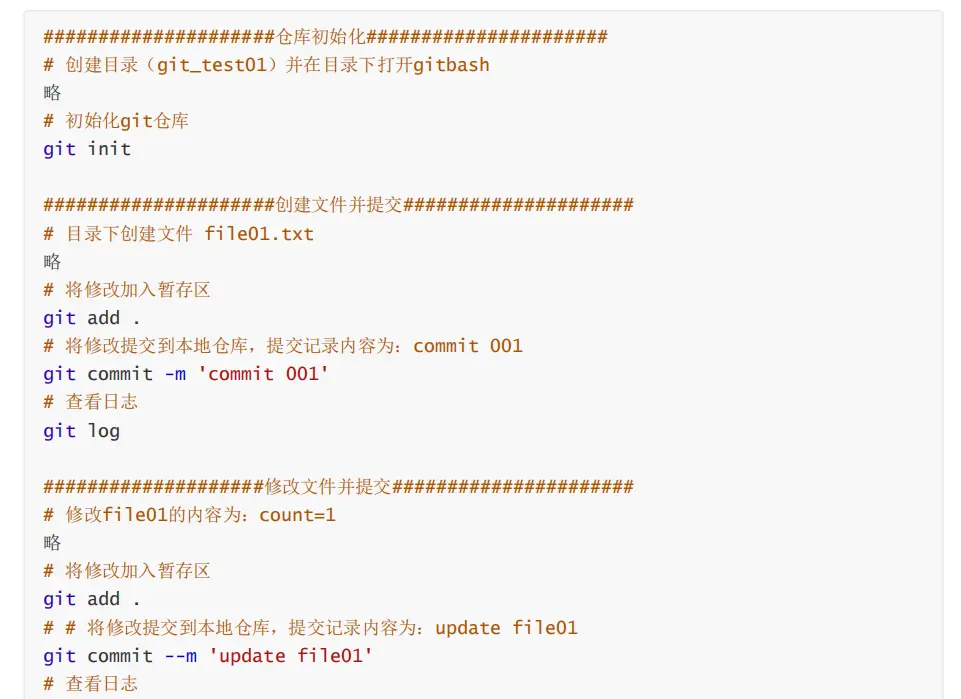 #####################仓库初始化######################
# 创建目录（git_test01）并在目录下打开gitbash
略
# 初始化git仓库
git init
#####################创建文件并提交#####################
# 目录下创建文件 file01.txt
略
# 将修改加入暂存区
git add .
# 将修改提交到本地仓库，提交记录内容为：commit 001
git commit -m 'commit 001'
# 查看日志
git log
####################修改文件并提交######################
# 修改file01的内容为：count=1
略
# 将修改加入暂存区
git add .
# # 将修改提交到本地仓库，提交记录内容为：update file01
git commit --m 'update file01'
# 查看日志